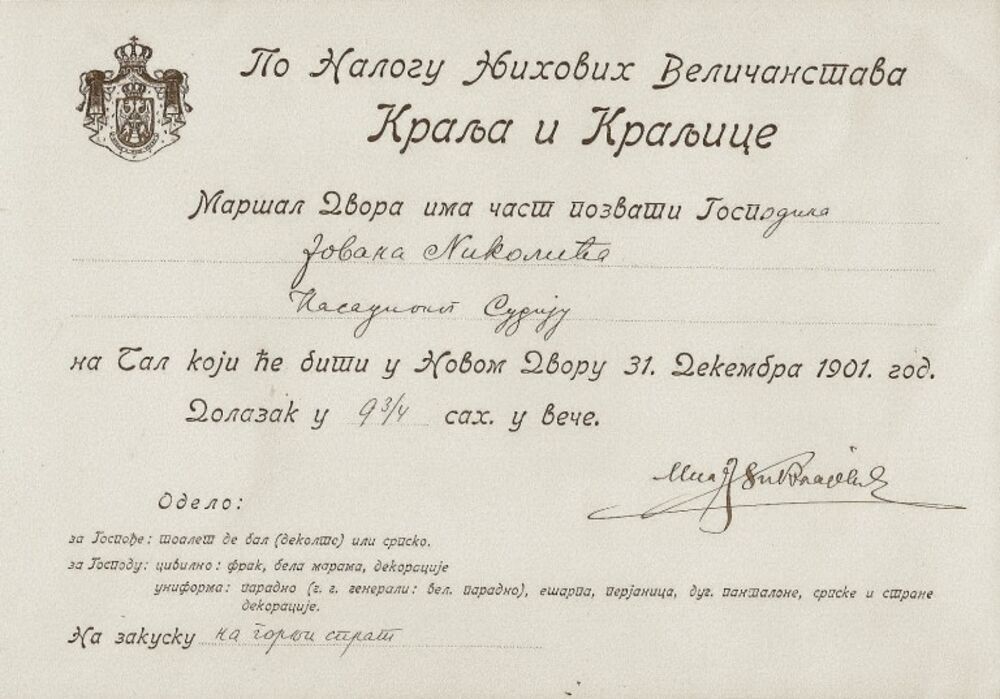 По Налогу Њихових Величанстава
Краља и Краљице
Маршал Двора има част позвати Господина
Јована Николића
Касационог Судију
на Бал који ће бити у Новом Двору 31. Декембра 1901. год.
Долазак у 9 3/4 сах. у вече.
Одело:
за Госпође: тоалет де бал (деколте) или српско.
за Господу: цивилно: фрак, бела марама, декорације
униформа: парадно (г. г. генерали: вел. парадно), ешарпа, перјаница, дуг. панталоне, српске и стране
декорације.
На закуску на горњи спрат